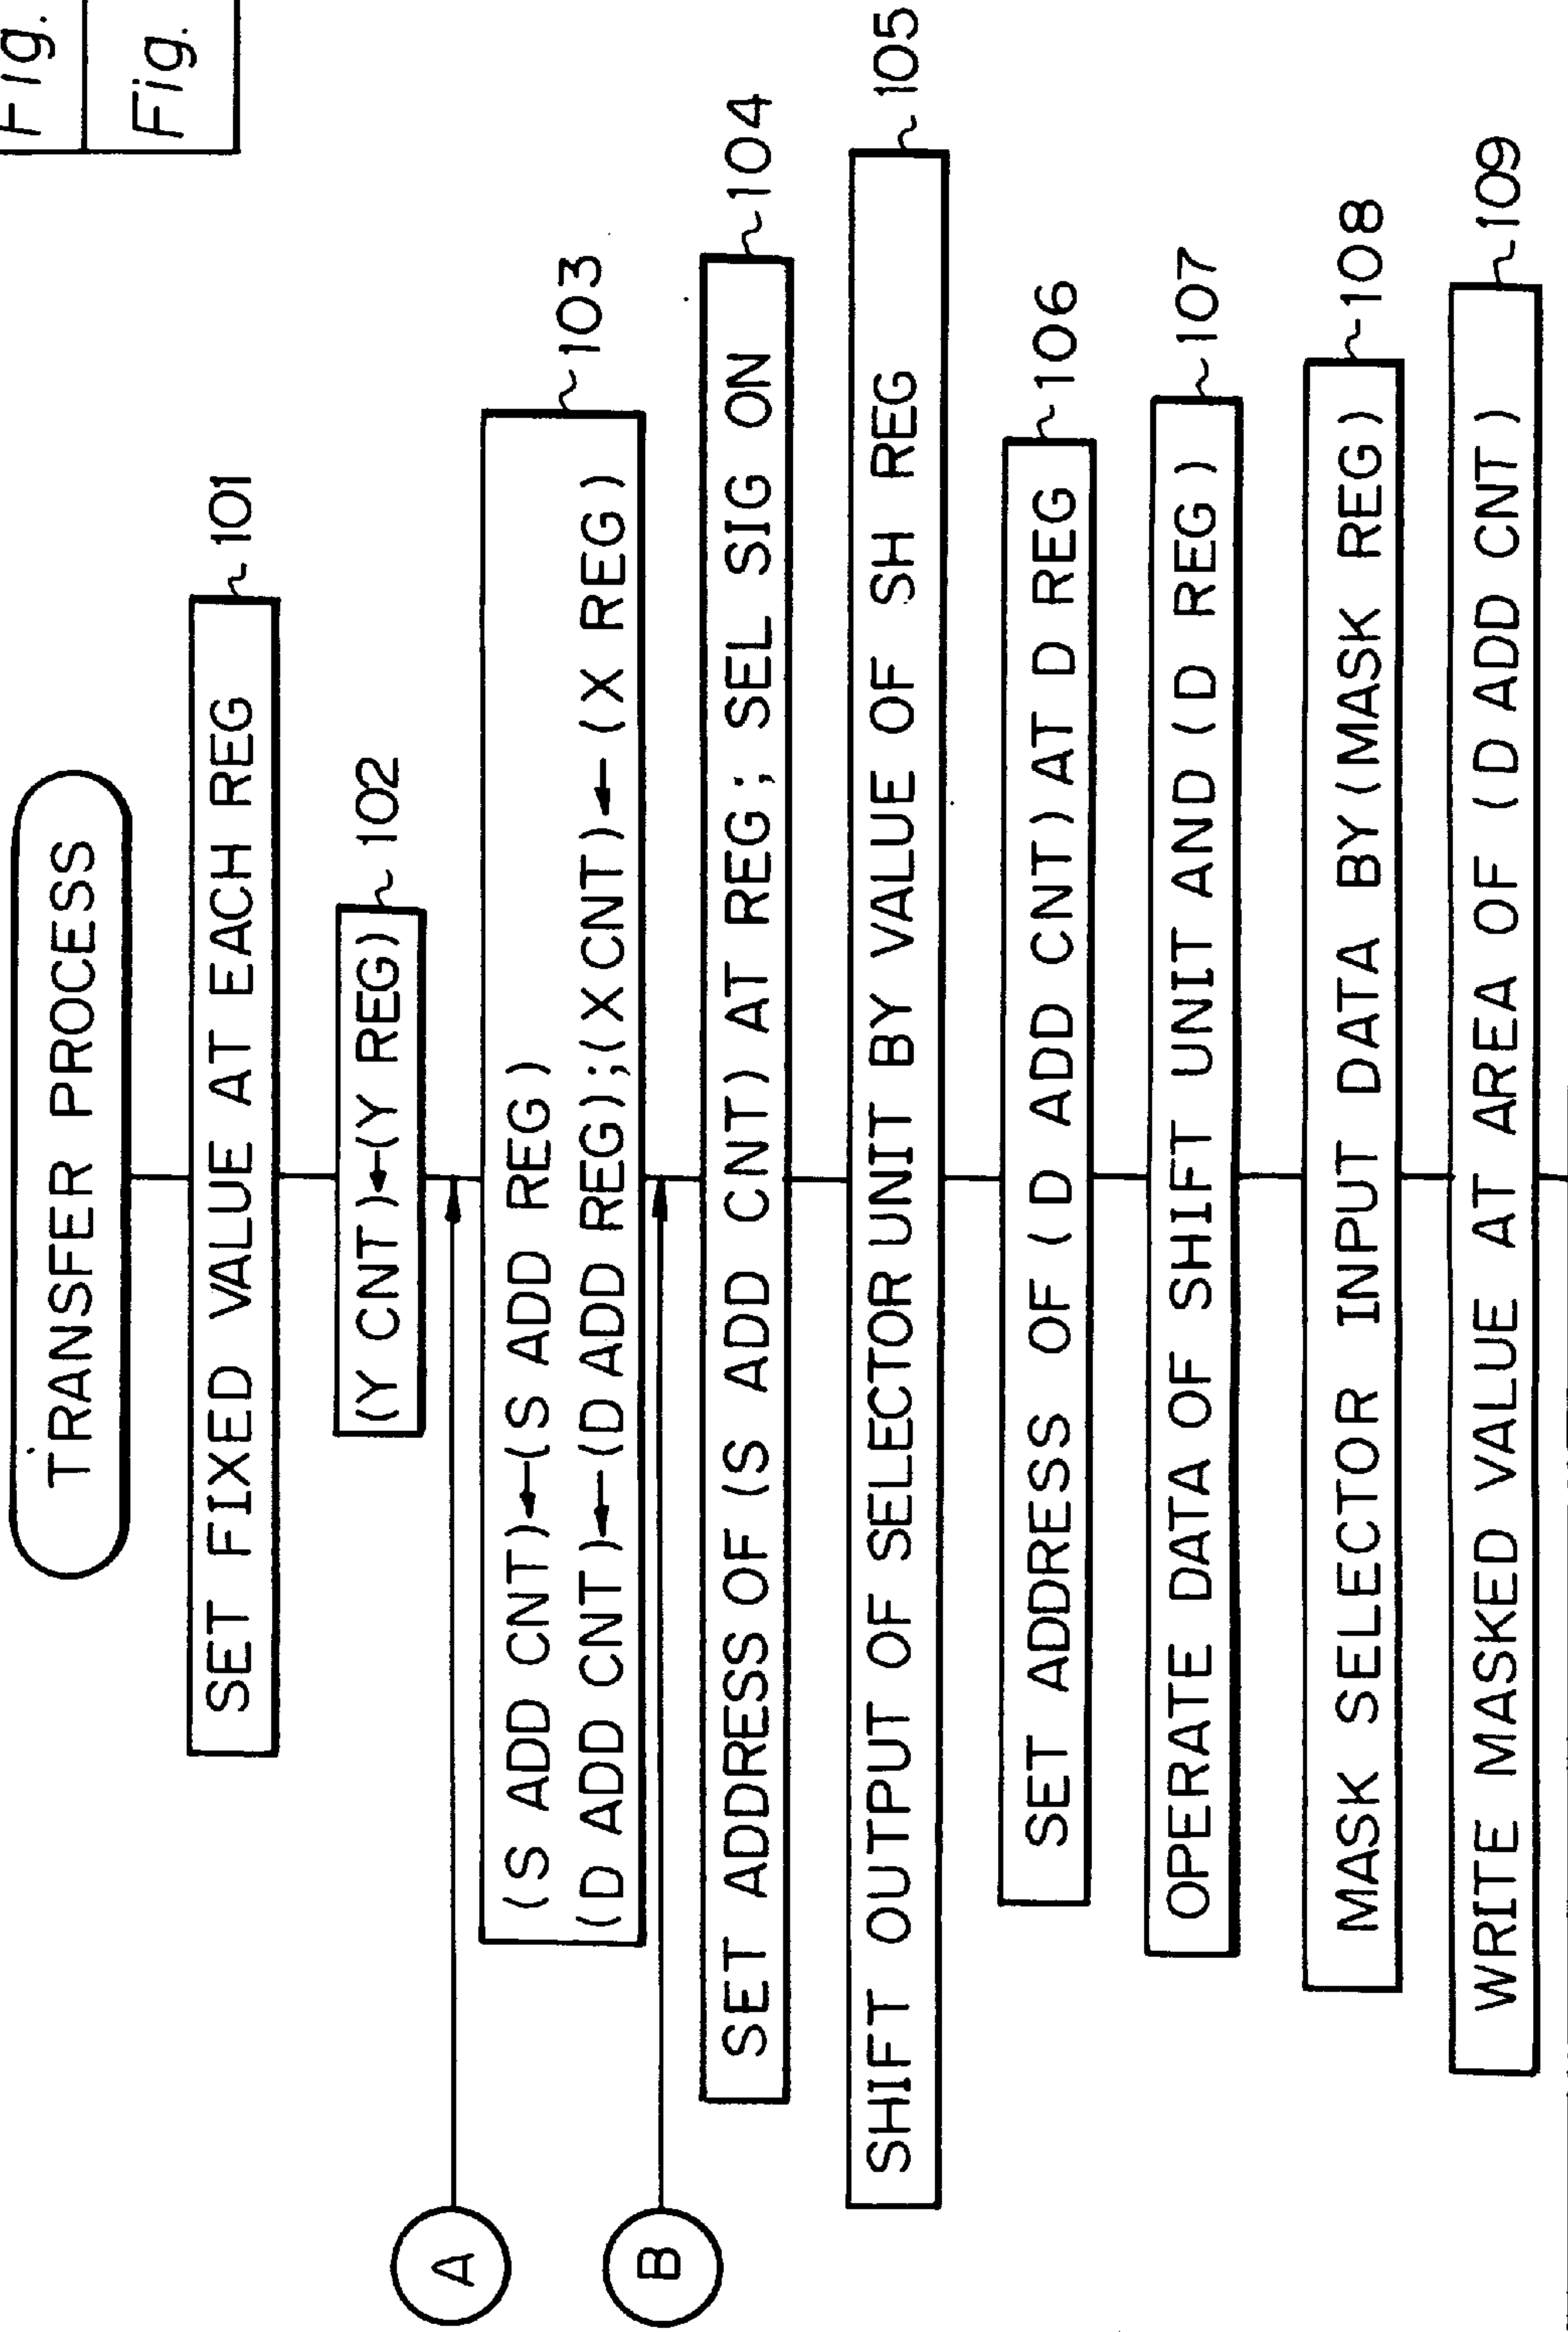 Fig.
Fig.
TRANSFER PROCESS
SET FIXED VALUE AT EACH REG
101
(Y CNT)←(Y REG)
102
(S ADD CNT)←(S ADD REG)
(D ADD CNT)←(D ADD REG);(X CNT)←(X REG)
103
SET ADDRESS OF (S ADD CNT) AT REG; SEL SIG ON
104
SHIFT OUTPUT OF SELECTOR UNIT BY VALUE OF SH REG
105
SET ADDRESS OF (D ADD CNT) AT D REG
106
OPERATE DATA OF SHIFT UNIT AND (D REG)
107
MASK SELECTOR INPUT DATA BY (MASK REG)
108
WRITE MASKED VALUE AT AREA OF (D ADD CNT)
109
A
B